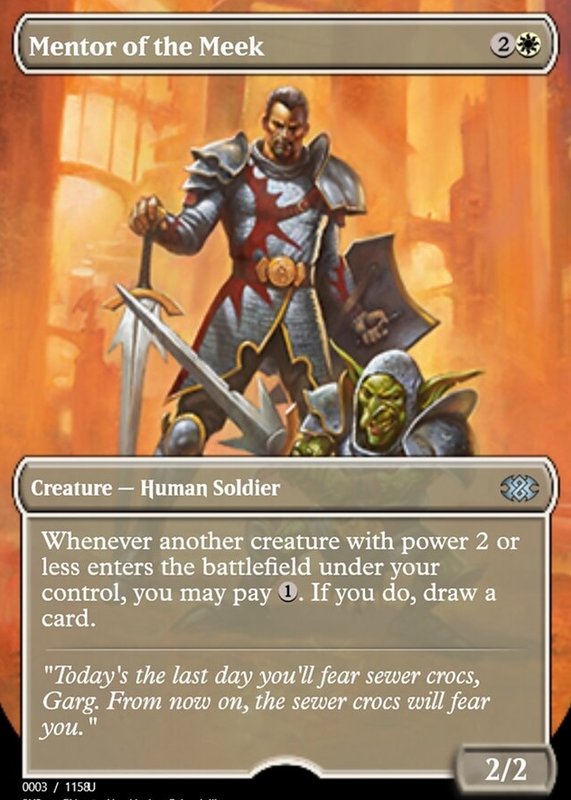 Mentor of the Meek 2
Creature — Human Soldier
Whenever another creature with power 2 or
less enters the battlefield under your
control, you may pay 1. If you do, draw a
card.
"Today's the last day you'll fear sewer crocs,
Garg. From now on, the sewer crocs will fear
you."
2/2
0003 / 1158U